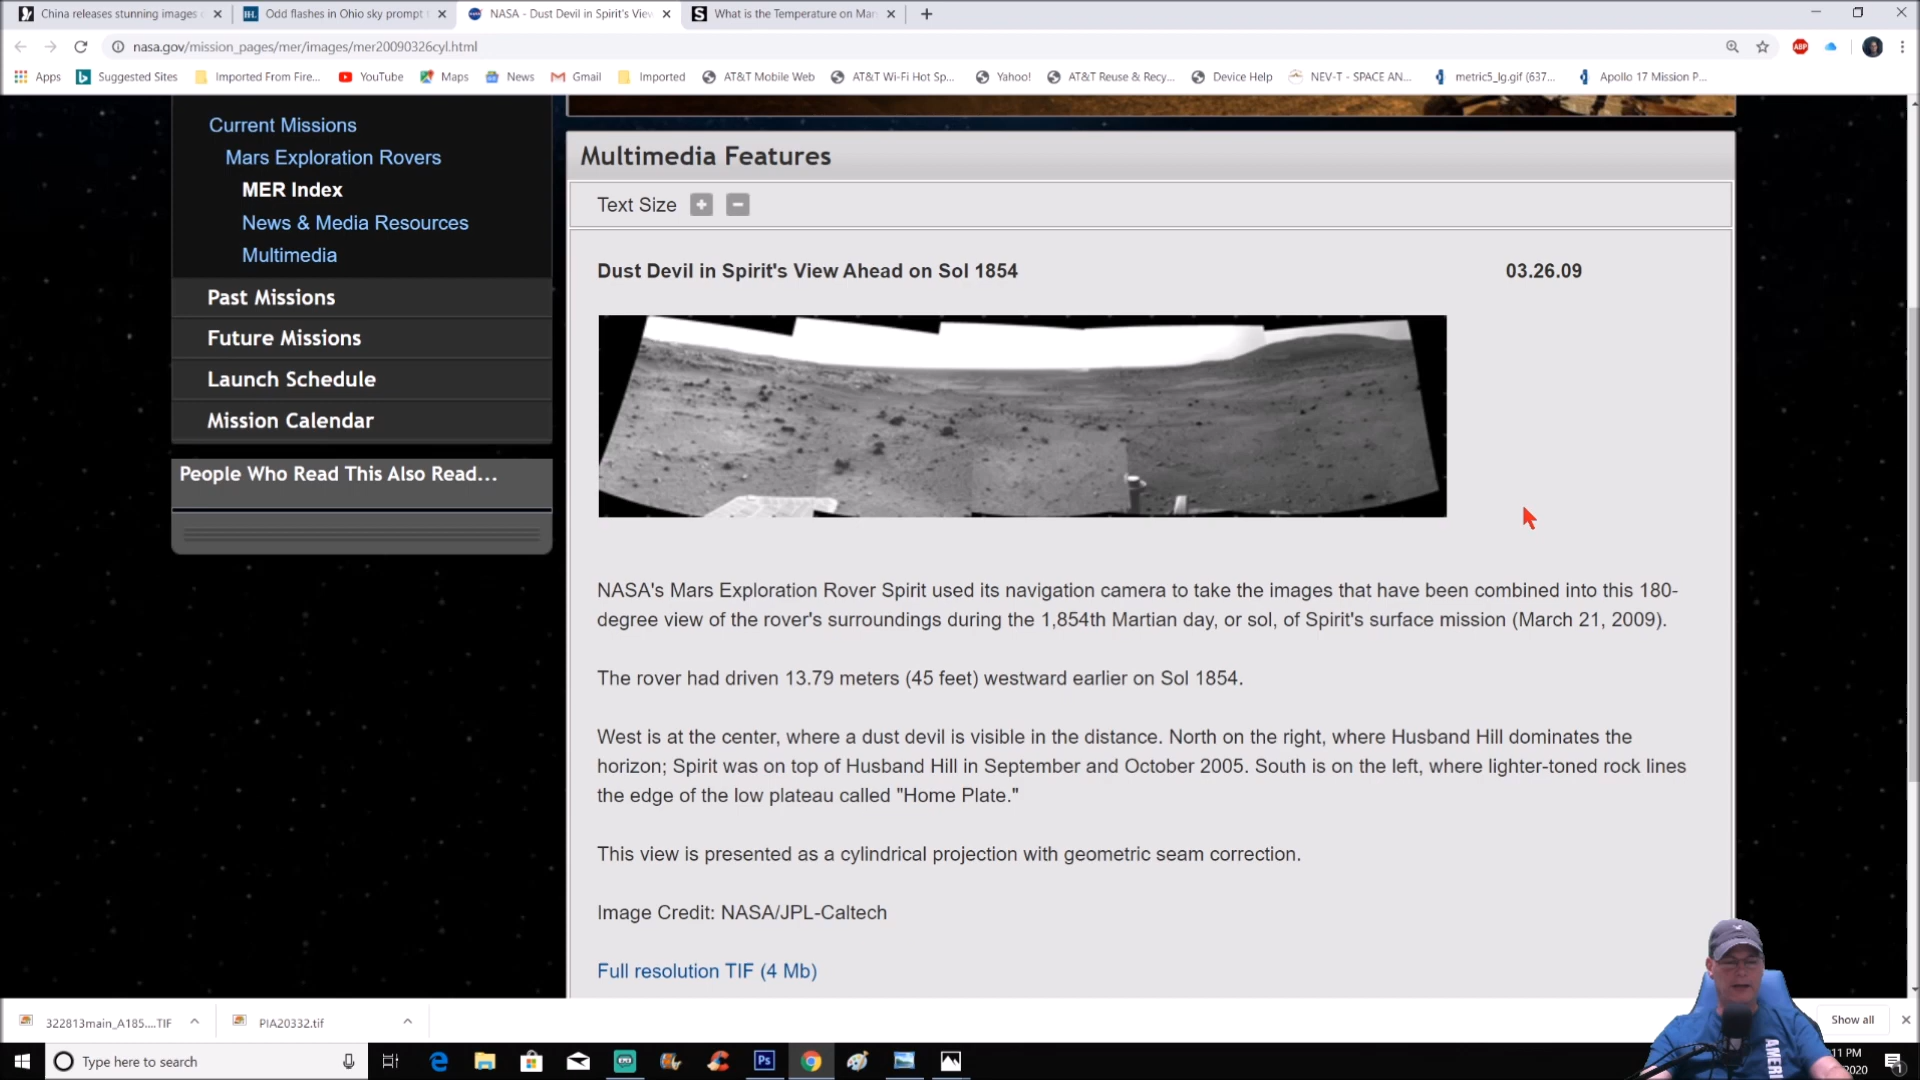 China releases stunning images
Odd flashes in Ohio sky prompt
NASA - Dust Devil in Spirit's View
What is the Temperature on Mar
nasa.gov/mission_pages/mer/images/mer20090326cyl.html
ABP
Apps
Suggested Sites
Imported From Fire...
YouTube
Maps
News
Gmail
Imported
AT&T Mobile Web
AT&T Wi-Fi Hot Sp...
Yahoo!
AT&T Reuse & Recy...
Device Help
NEV-T - SPACE AN...
metric5_lg.gif (637...
Apollo 17 Mission P...
Current Missions
Mars Exploration Rovers
MER Index
News & Media Resources
Multimedia
Past Missions
Future Missions
Launch Schedule
Mission Calendar
People Who Read This Also Read...
Multimedia Features
Text Size + -
Dust Devil in Spirit's View Ahead on Sol 1854 03.26.09
NASA's Mars Exploration Rover Spirit used its navigation camera to take the images that have been combined into this 180-
degree view of the rover's surroundings during the 1,854th Martian day, or sol, of Spirit's surface mission (March 21, 2009).
The rover had driven 13.79 meters (45 feet) westward earlier on Sol 1854.
West is at the center, where a dust devil is visible in the distance. North on the right, where Husband Hill dominates the
horizon; Spirit was on top of Husband Hill in September and October 2005. South is on the left, where lighter-toned rock lines
the edge of the low plateau called "Home Plate."
This view is presented as a cylindrical projection with geometric seam correction.
Image Credit: NASA/JPL-Caltech
Full resolution TIF (4 Mb)
322813main_A185....TIF
PIA20332.tif
Show all
Type here to search
Ps
11 PM
2020
1
AMERI